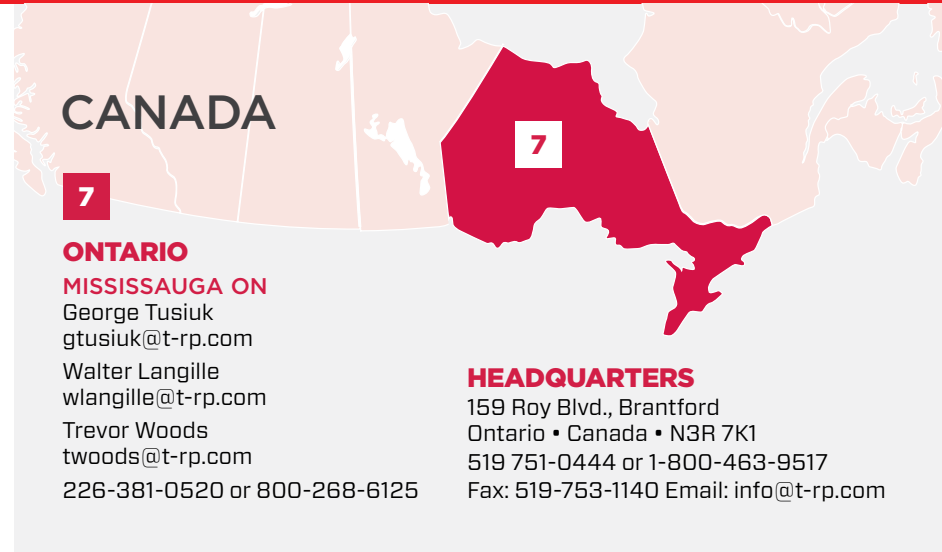 CANADA
7
7
ONTARIO
MISSISSAUGA ON
George Tusiuk
gtusiuk@t-rp.com
Walter Langille
wlangille@t-rp.com
Trevor Woods
twoods@t-rp.com
226-381-0520 or 800-268-6125
HEADQUARTERS
159 Roy Blvd., Brantford
Ontario • Canada • N3R 7K1
519 751-0444 or 1-800-463-9517
Fax: 519-753-1140 Email: info@t-rp.com